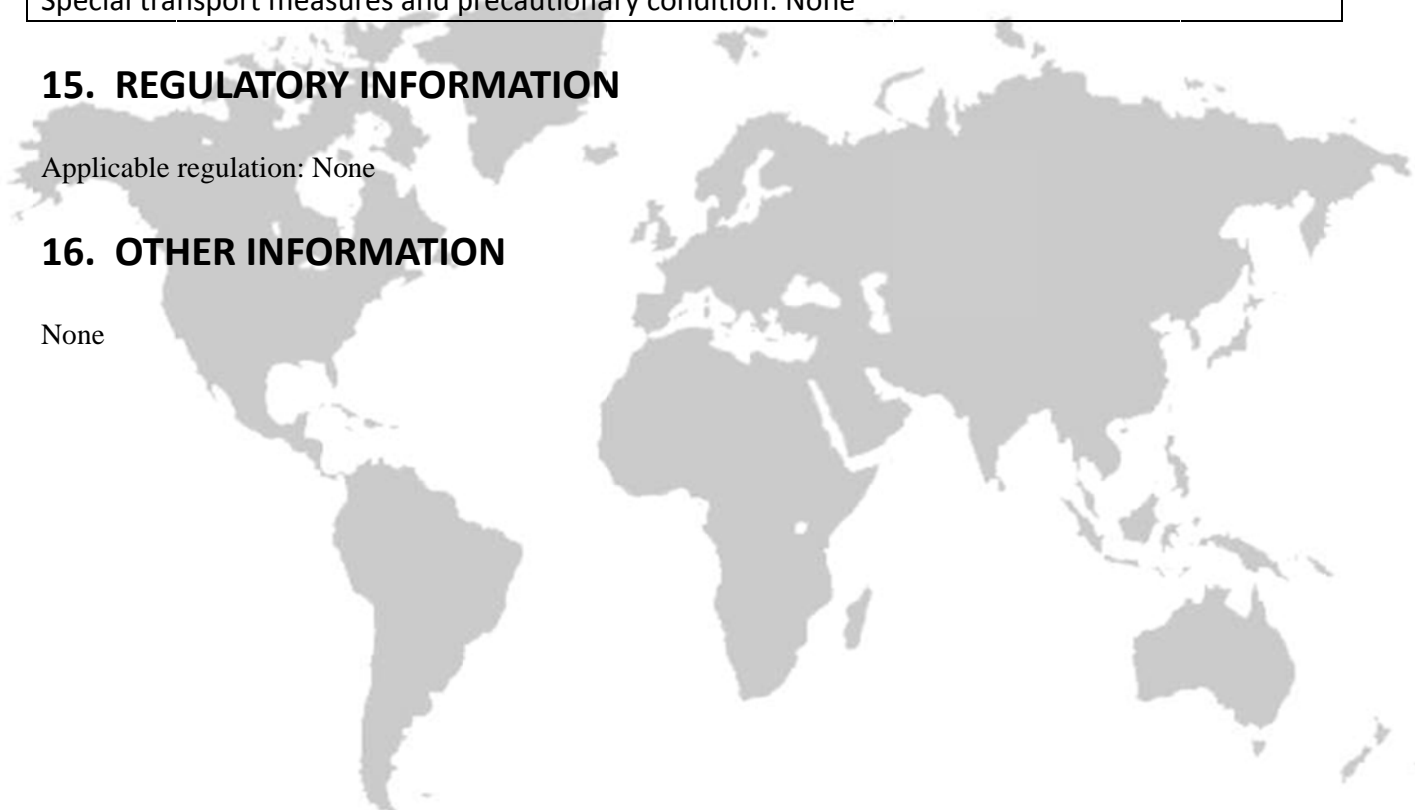 Special transport measures and precautionary condition: None
15. REGULATORY INFORMATION
Applicable regulation: None
16. OTHER INFORMATION
None